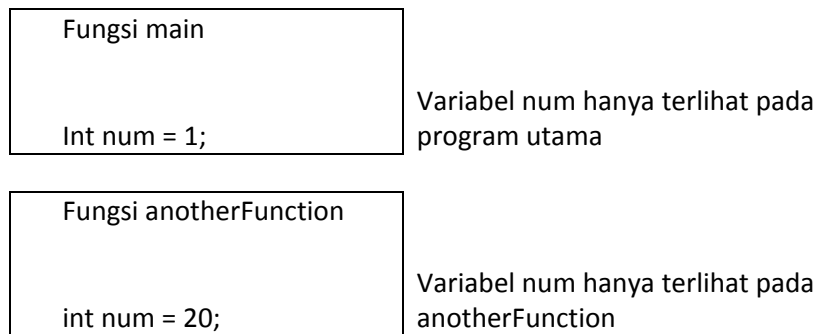 Fungsi main
Int num = 1;
Variabel num hanya terlihat pada
program utama
Fungsi anotherFunction
int num = 20;
Variabel num hanya terlihat pada
anotherFunction